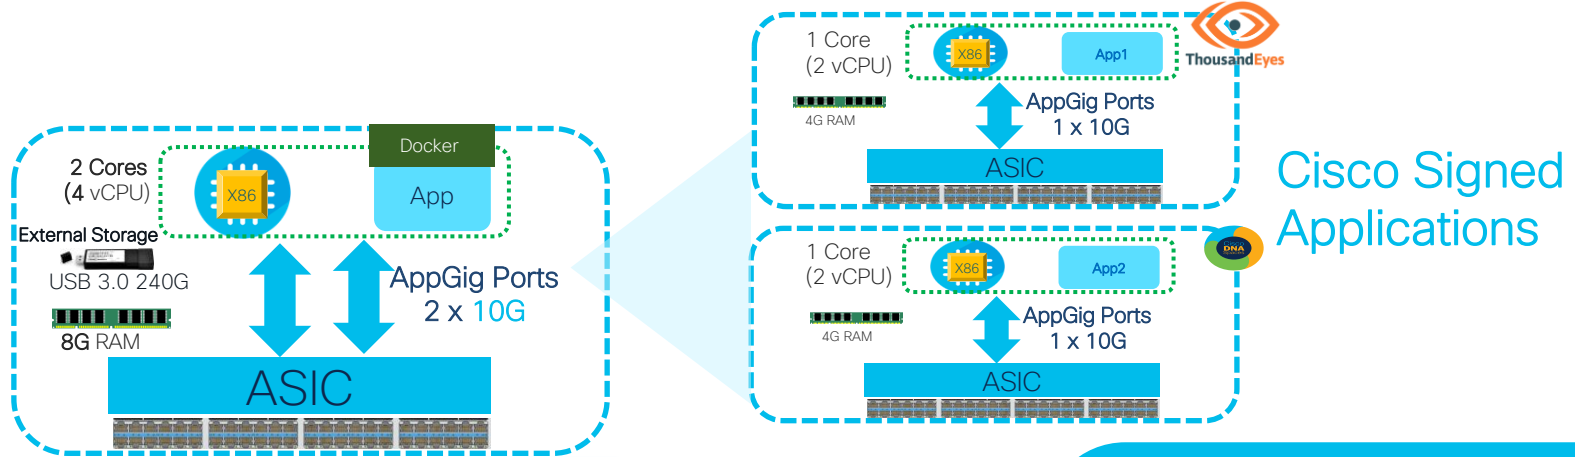 2 Cores
(4 vCPU)
X86
Docker
App
External Storage
USB 3.0 240G
8G RAM
AppGig Ports
2 x 10G
ASIC
1 Core
(2 vCPU)
X86
App1
4G RAM
AppGig Ports
1 x 10G
ASIC
ThousandEyes
1 Core
(2 vCPU)
X86
App2
4G RAM
AppGig Ports
1 x 10G
ASIC
Cisco
DNA
Cisco Signed
Applications